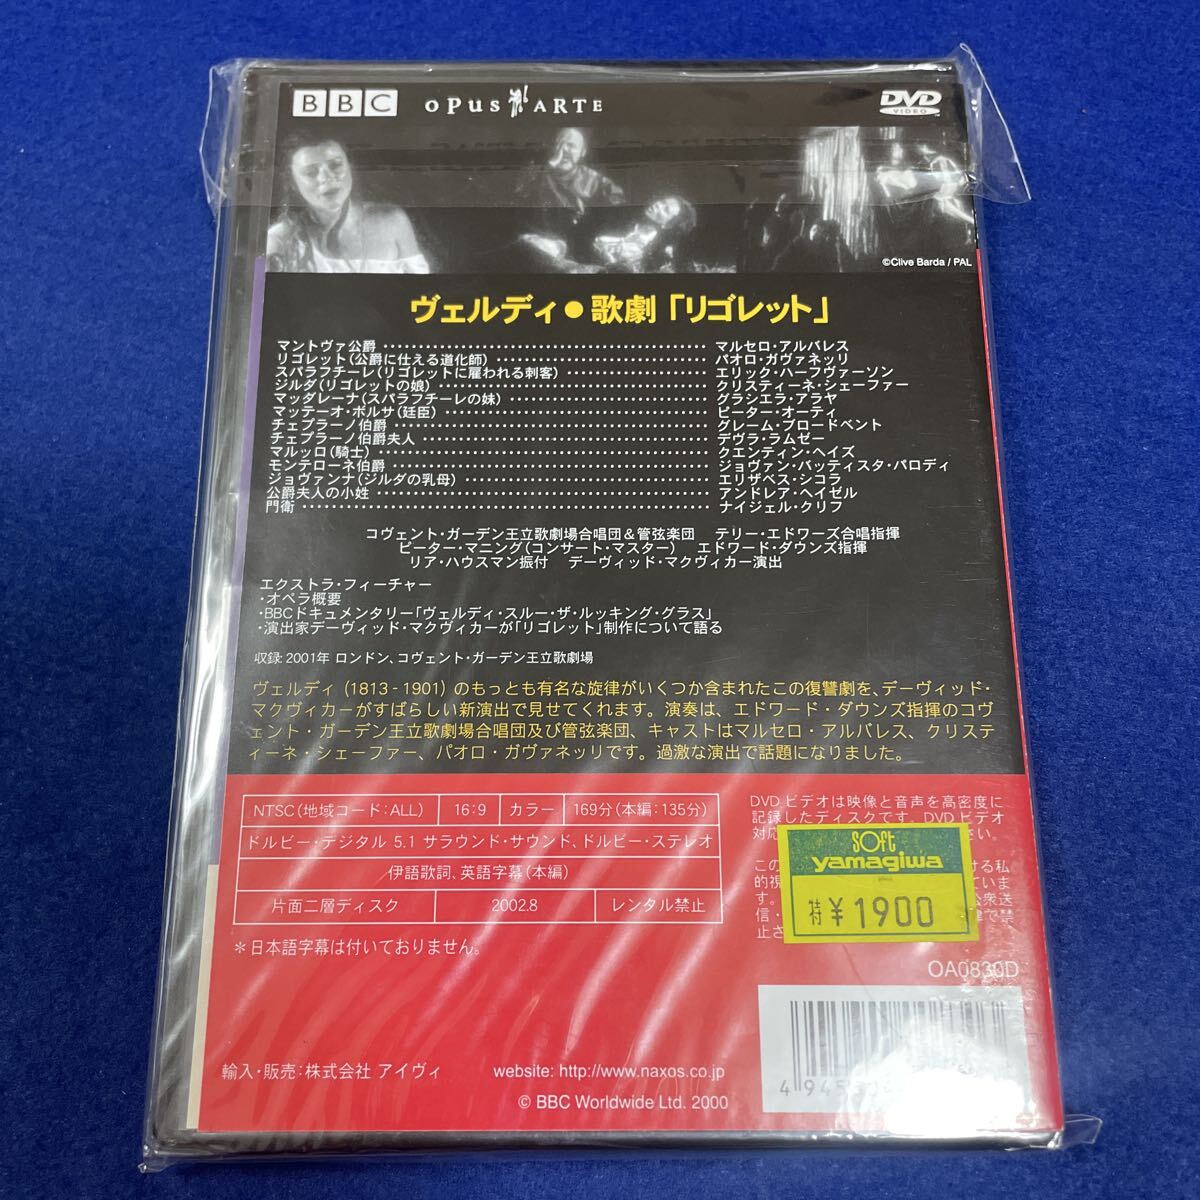 BBC OPUS ARTE
DVD
VIDEO
©Clive Barda / PAL
ヴェルディ●歌劇「リゴレット」
マントヴァ公爵 マルセロ・アルバレス
リゴレット(公爵に仕える道化師) パオロ・ガヴァネッリ
スパラフチーレ(リゴレットに雇われる刺客) エリック・ハーフヴァーソン
ジルダ(リゴレットの娘) クリスティーネ・シェーファー
マッダレーナ(スパラフチーレの妹) グラシエラ・アラヤ
マッテーオ・ボルサ(廷臣) ピーター・オーティ
チェプラーノ伯爵 グレーム・ブロードベント
チェプラーノ伯爵夫人 デヴラ・ラムゼー
マルッロ(騎士) クエンティン・ヘイズ
モンテローネ伯爵 ジョヴァン・バッティスタ・パロディ
ジョヴァンナ(ジルダの乳母) エリザベス・シコラ
公爵夫人の小姓 アンドレア・ヘイゼル
門衛 ナイジェル・クリフ
コヴェント・ガーデン王立歌劇場合唱団&管弦楽団 テリー・エドワーズ合唱指揮
ピーター・マニング(コンサート・マスター) エドワード・ダウンズ指揮
リア・ハウスマン振付 デーヴィッド・マクヴィカー演出
エクストラ・フィーチャー
・オペラ概要
・BBCドキュメンタリー「ヴェルディ・スルー・ザ・ルッキング・グラス」
・演出家デーヴィッド・マクヴィカーが「リゴレット」制作について語る
収録: 2001年 ロンドン、コヴェント・ガーデン王立歌劇場
ヴェルディ (1813 - 1901) のもっとも有名な旋律がいくつか含まれたこの復讐劇を、デーヴィッド・
マクヴィカーがすばらしい新演出で見せてくれます。演奏は、エドワード・ダウンズ指揮のコヴ
ェント・ガーデン王立歌劇場合唱団及び管弦楽団、キャストはマルセロ・アルバレス、クリステ
ィーネ・シェーファー、パオロ・ガヴァネッリです。過激な演出で話題になりました。
NTSC(地域コード:ALL) 16:9 カラー 169分(本編:135分)
ドルビー・デジタル 5.1 サラウンド・サウンド、ドルビー・ステレオ
伊語歌詞、英語字幕(本編)
片面二層ディスク 2002.8 レンタル禁止
＊日本語字幕は付いておりません。
DVD ビデオは映像と音声を高密度に
記録したディスクです。DVD ビデオ
対応 さい。
soft
yamagiwa
特付 ¥1900
この ける私
的視 ていま
す。 公衆送
信・ 律で禁
止さ
OA0830D
輸入・販売:株式会社 アイヴィ
website: http://www.naxos.co.jp
© BBC Worldwide Ltd. 2000